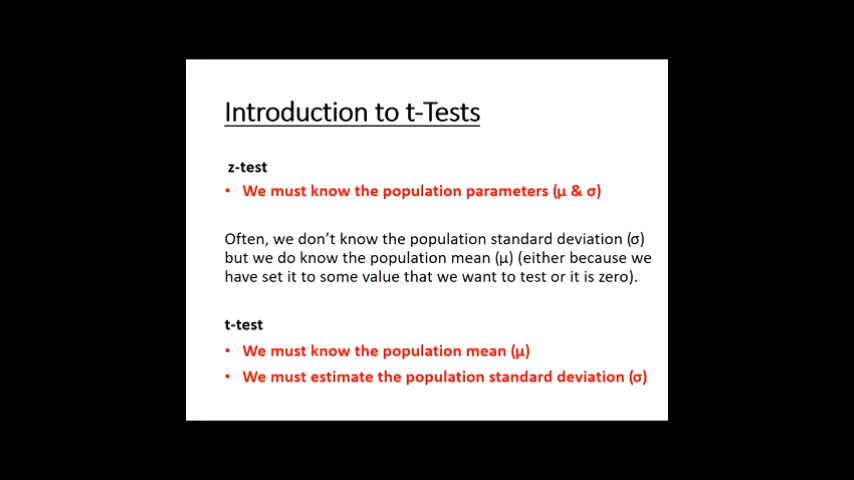 Introduction to t-Tests
z-test
• We must know the population parameters (μ & σ)
Often, we don't know the population standard deviation (σ)
but we do know the population mean (μ) (either because we
have set it to some value that we want to test or it is zero).
t-test
• We must know the population mean (μ)
• We must estimate the population standard deviation (σ)